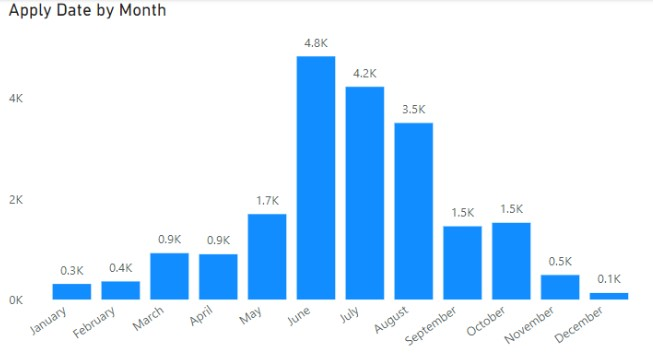 Apply Date by Month
4K
2K
0K
0.3K
0.4K
0.9K
0.9K
1.7K
4.8K
4.2K
3.5K
1.5K
1.5K
0.5K
0.1K
January
February
March
April
May
June
July
August
September
October
November
December